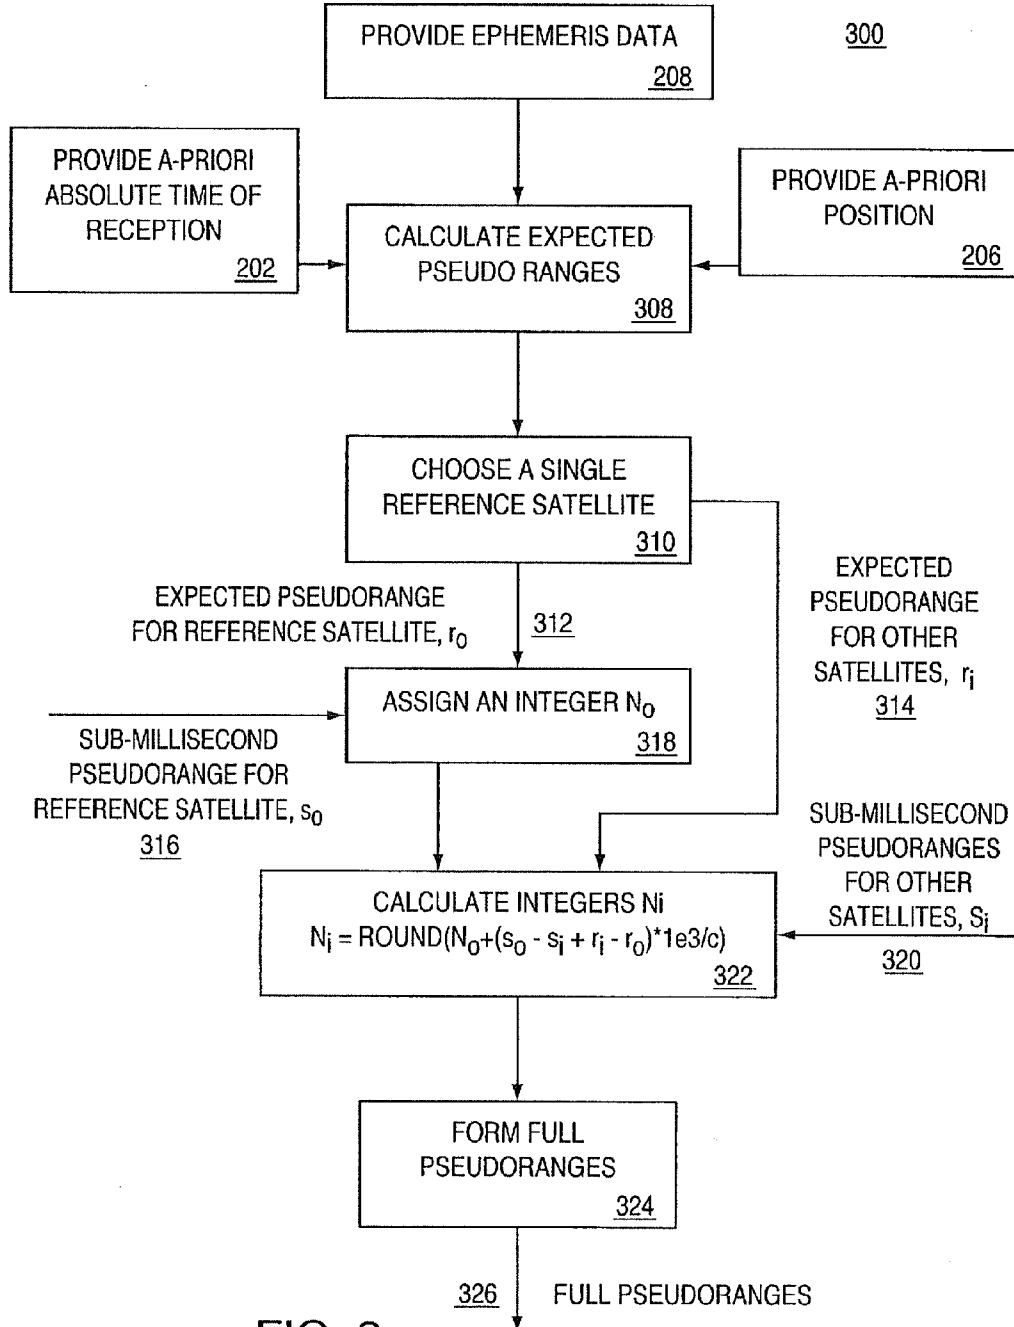 PROVIDE EPHEMERIS DATA
208
300
PROVIDE A-PRIORI
ABSOLUTE TIME OF
RECEPTION
202
PROVIDE A-PRIORI
POSITION
206
CALCULATE EXPECTED
PSEUDO RANGES
308
CHOOSE A SINGLE
REFERENCE SATELLITE
310
EXPECTED PSEUDORANGE
FOR REFERENCE SATELLITE, r₀
312
EXPECTED
PSEUDORANGE
FOR OTHER
SATELLITES, rᵢ
314
ASSIGN AN INTEGER N₀
318
SUB-MILLISECOND
PSEUDORANGE FOR
REFERENCE SATELLITE, s₀
316
SUB-MILLISECOND
PSEUDORANGES
FOR OTHER
SATELLITES, Sᵢ
320
CALCULATE INTEGERS Ni
Nᵢ = ROUND(N₀+(s₀ - sᵢ + rᵢ - r₀)*1e3/c)
322
FORM FULL
PSEUDORANGES
324
326
FULL PSEUDORANGES
FIG.